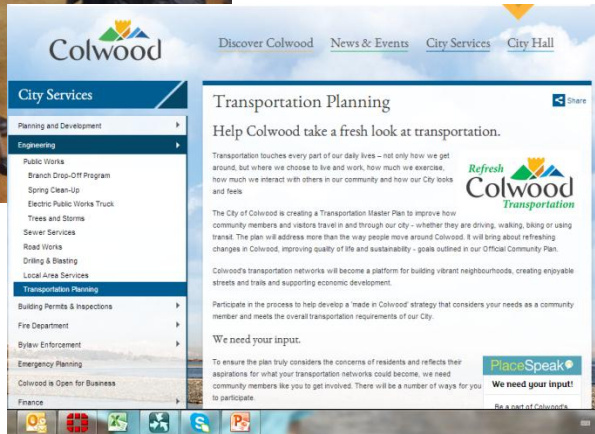 Colwood
Discover Colwood News & Events City Services City Hall
City Services
Planning and Development
Engineering
Public Works
Branch Drop-Off Program
Spring Clean-Up
Electric Public Works Truck
Trees and Storms
Sewer Services
Road Works
Drilling & Blasting
Local Area Services
Transportation Planning
Building Permits & Inspections
Fire Department
Bylaw Enforcement
Emergency Planning
Colwood is Open for Business
Finance
Transportation Planning
Share
Help Colwood take a fresh look at transportation.
Transportation touches every part of our daily lives – not only how we get
around, but where we choose to live and work, how much we exercise,
how much we interact with others in our community and how our City looks
and feels.
Refresh
Colwood
Transportation
The City of Colwood is creating a Transportation Master Plan to improve how
community members and visitors travel in and through our city - whether they are driving, walking, biking or using
transit. The plan will address more than the way people move around Colwood. It will bring about refreshing
changes in Colwood, improving quality of life and sustainability - goals outlined in our Official Community Plan.
Colwood's transportation networks will become a platform for building vibrant neighbourhoods, creating enjoyable
streets and trails and supporting economic development.
Participate in the process to help develop a 'made in Colwood' strategy that considers your needs as a community
member and meets the overall transportation requirements of our City.
We need your input.
To ensure the plan truly considers the concerns of residents and reflects their
aspirations for what your transportation networks could become, we need
community members like you to get involved. There will be a number of ways for you
to participate.
PlaceSpeak
We need your input!
Be a part of Colwood's